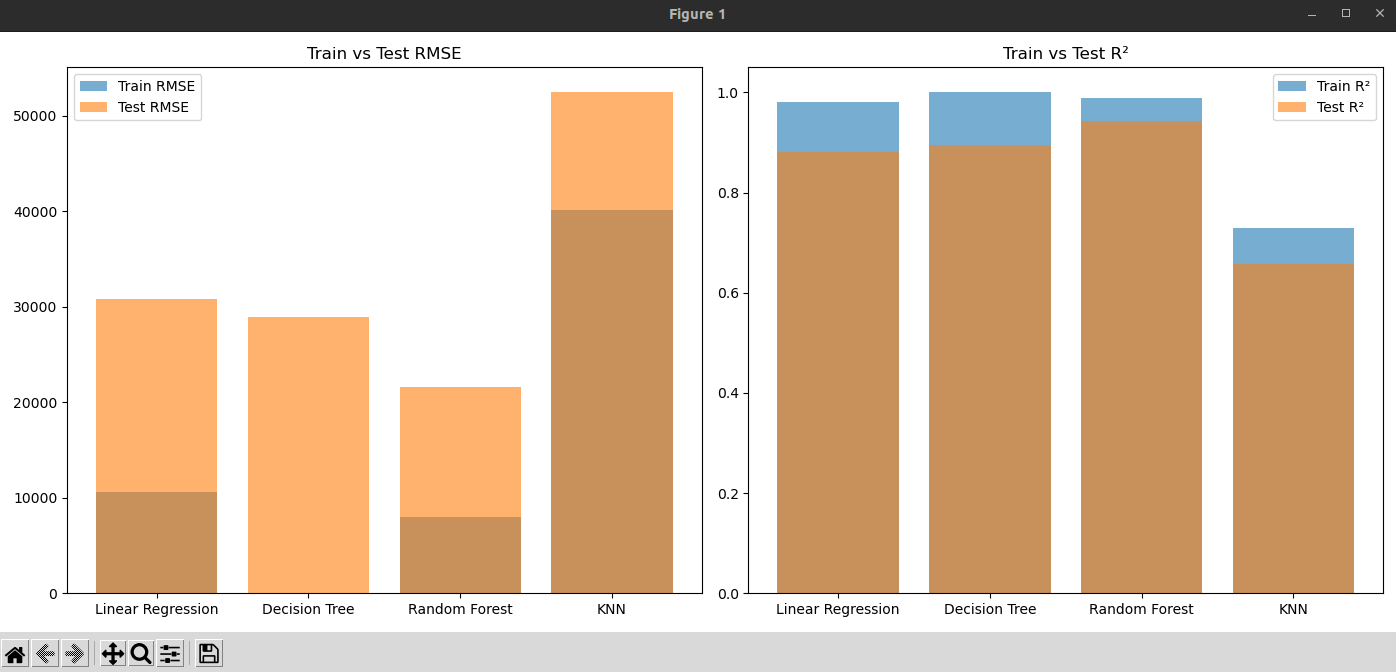 Figure 1
Train vs Test RMSE
Train RMSE
Test RMSE
50000
40000
30000
20000
10000
0
Linear Regression Decision Tree Random Forest KNN
Train vs Test R²
Train R²
Test R²
1.0
0.8
0.6
0.4
0.2
0.0
Linear Regression Decision Tree Random Forest KNN